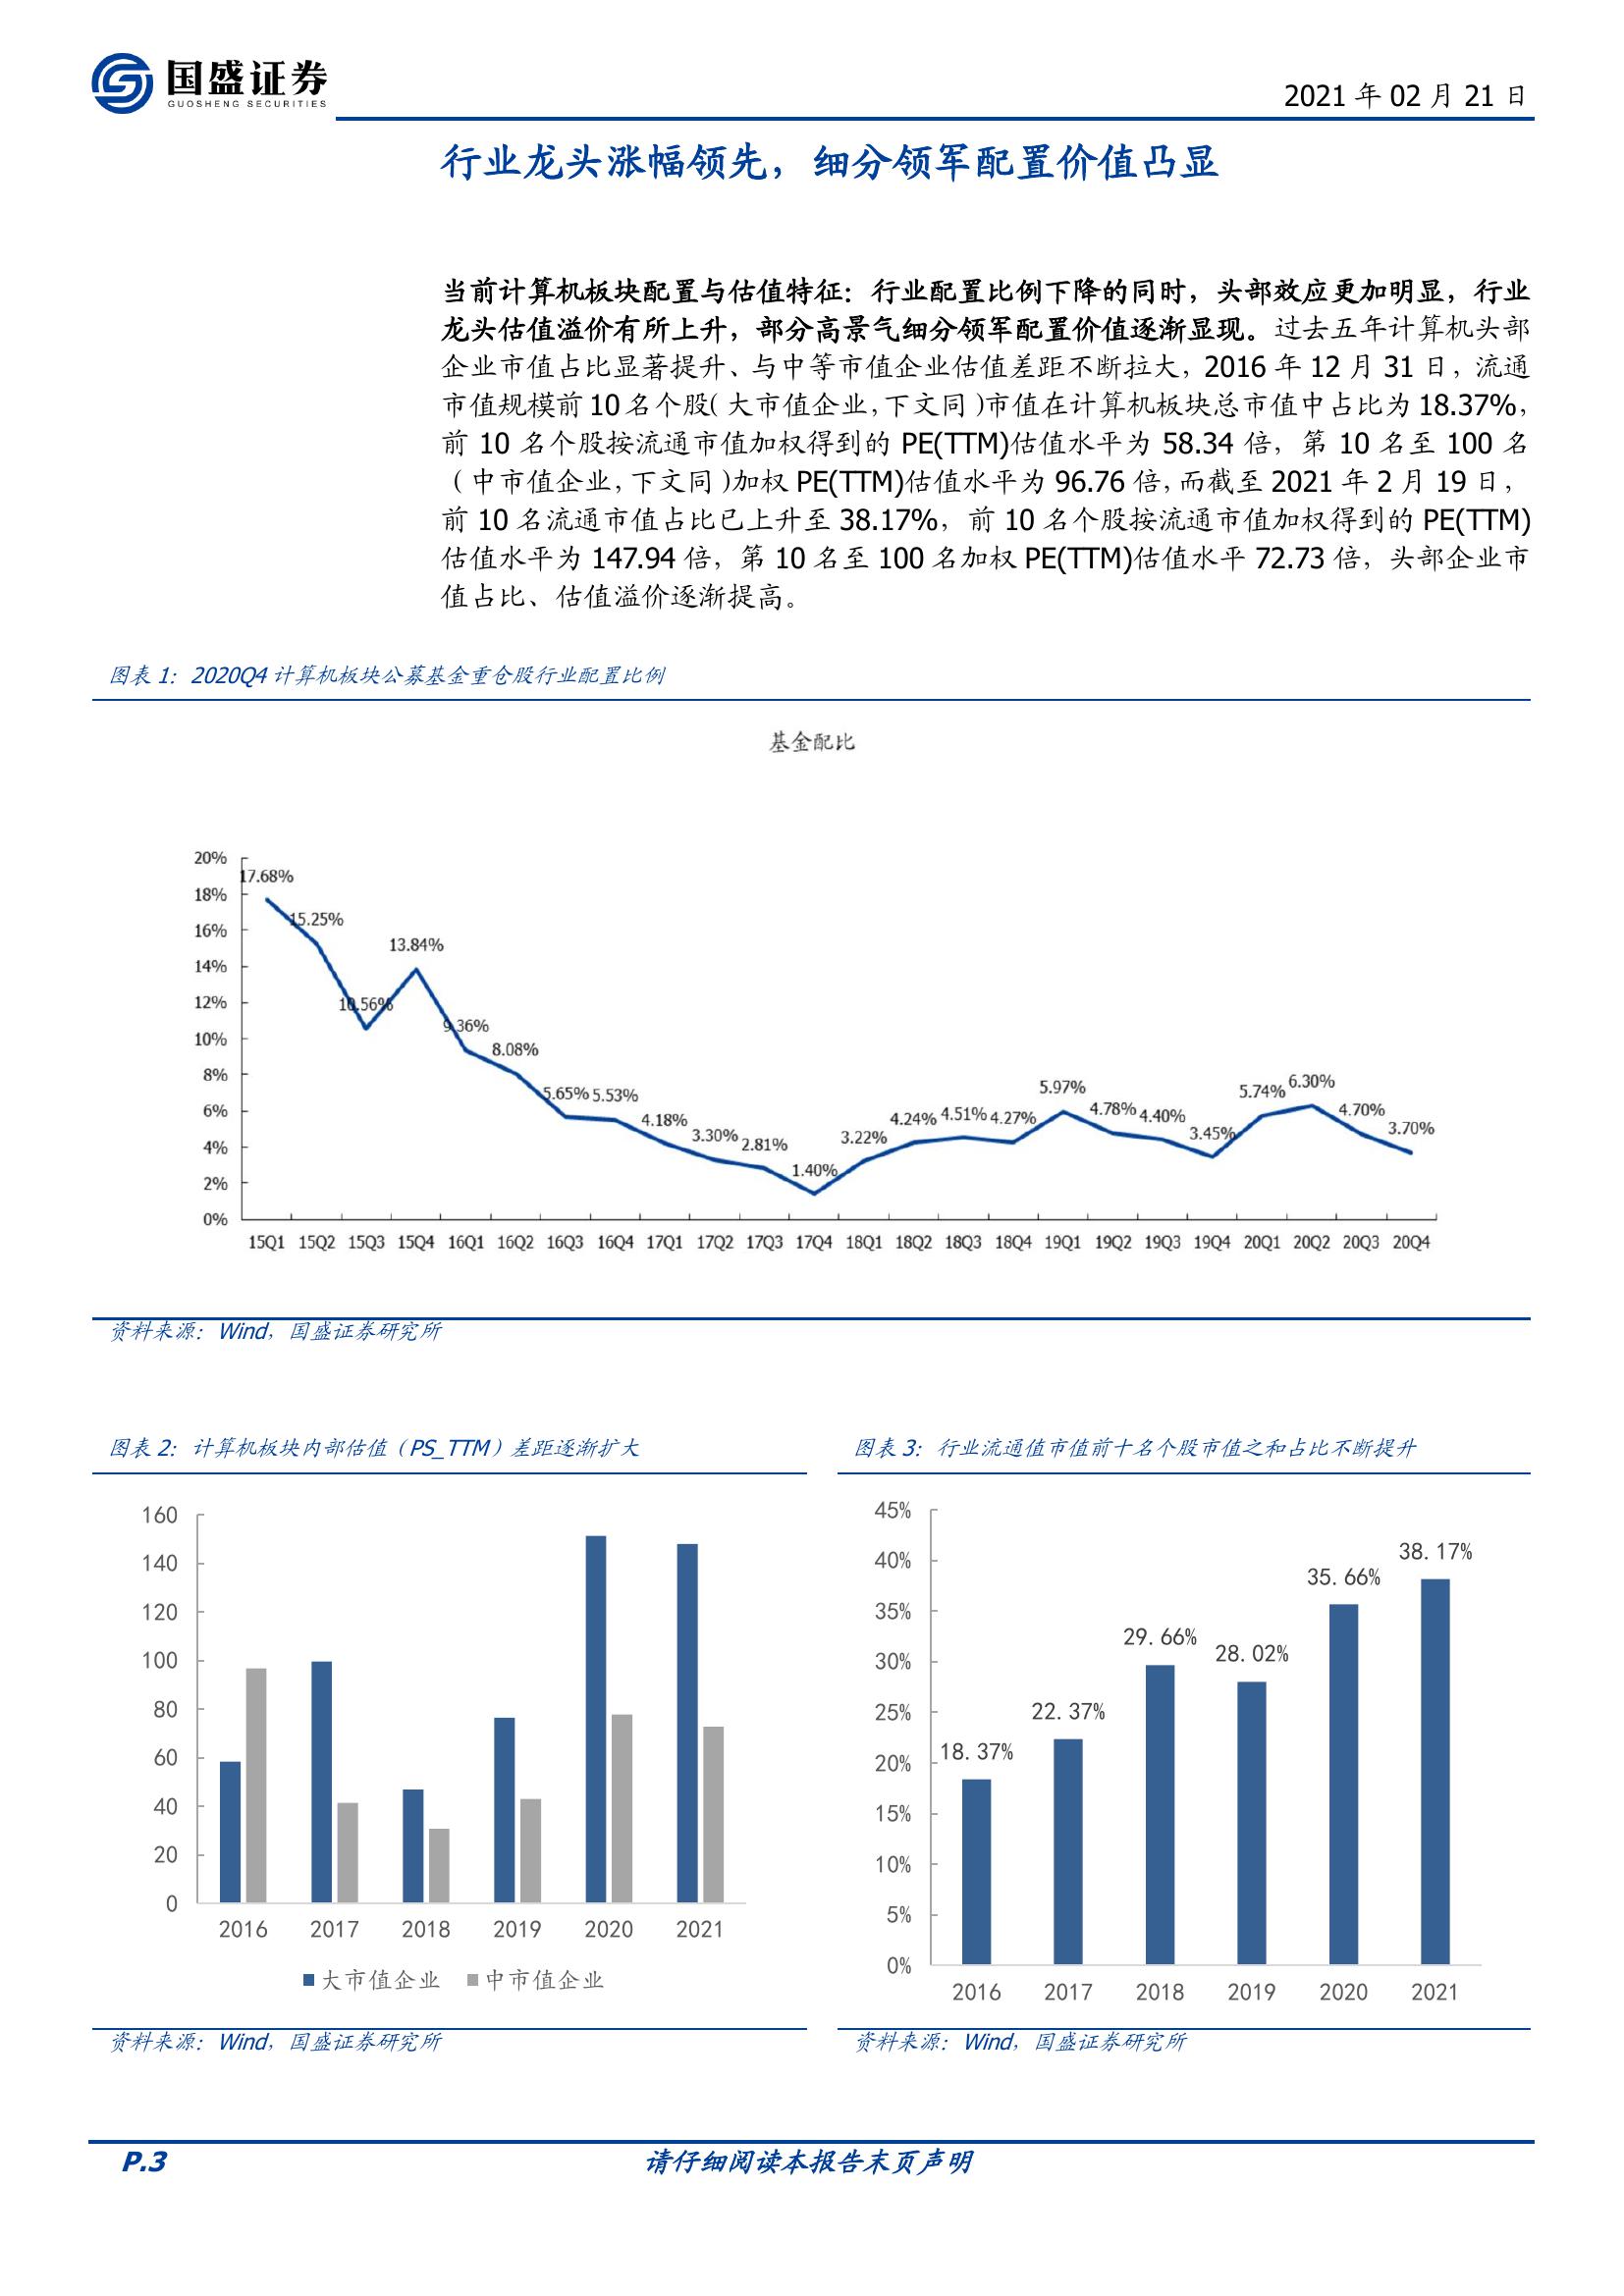 国盛证券
GUOSHENG SECURITIES
2021 年 02 月 21 日
行业龙头涨幅领先，细分领军配置价值凸显
当前计算机板块配置与估值特征：行业配置比例下降的同时，头部效应更加明显，行业
龙头估值溢价有所上升，部分高景气细分领军配置价值逐渐显现。过去五年计算机头部
企业市值占比显著提升、与中等市值企业估值差距不断拉大，2016 年 12 月 31 日，流通
市值规模前 10 名个股（大市值企业，下文同）市值在计算机板块总市值中占比为 18.37%，
前 10 名个股按流通市值加权得到的 PE(TTM)估值水平为 58.34 倍，第 10 名至 100 名
（中市值企业，下文同）加权 PE(TTM)估值水平为 96.76 倍，而截至 2021 年 2 月 19 日，
前 10 名流通市值占比已上升至 38.17%，前 10 名个股按流通市值加权得到的 PE(TTM)
估值水平为 147.94 倍，第 10 名至 100 名加权 PE(TTM)估值水平 72.73 倍，头部企业市
值占比、估值溢价逐渐提高。
图表 1：2020Q4 计算机板块公募基金重仓股行业配置比例
基金配比
20%
18%
16%
14%
12%
10%
8%
6%
4%
2%
0%
17.68%
15.25%
10.56%
13.84%
9.36%
8.08%
5.65%
5.53%
4.18%
3.30%
2.81%
1.40%
3.22%
4.24%
4.51%
4.27%
5.97%
4.78%
4.40%
3.45%
5.74%
6.30%
4.70%
3.70%
15Q1 15Q2 15Q3 15Q4 16Q1 16Q2 16Q3 16Q4 17Q1 17Q2 17Q3 17Q4 18Q1 18Q2 18Q3 18Q4 19Q1 19Q2 19Q3 19Q4 20Q1 20Q2 20Q3 20Q4
资料来源：Wind，国盛证券研究所
图表 2：计算机板块内部估值（PS_TTM）差距逐渐扩大
160
140
120
100
80
60
40
20
0
2016 2017 2018 2019 2020 2021
大市值企业 中市值企业
资料来源：Wind，国盛证券研究所
图表 3：行业流通值市值前十名个股市值之和占比不断提升
45%
40%
35%
30%
25%
20%
15%
10%
5%
0%
18.37%
22.37%
29.66%
28.02%
35.66%
38.17%
2016 2017 2018 2019 2020 2021
资料来源：Wind，国盛证券研究所
P.3
请仔细阅读本报告末页声明